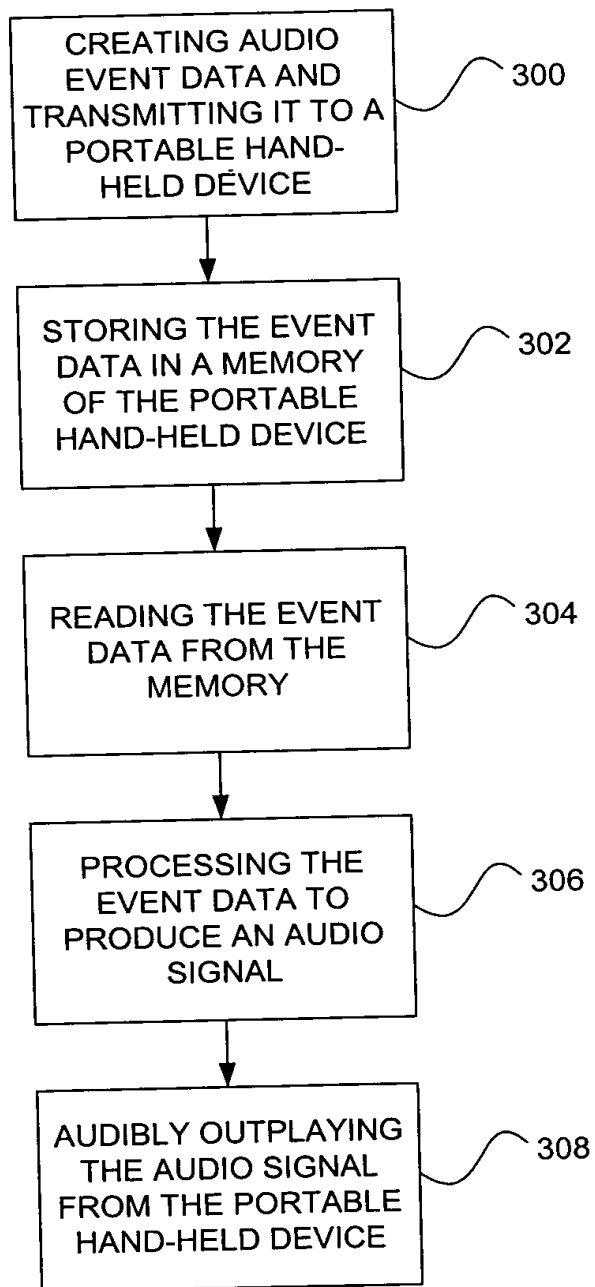 CREATING AUDIO
EVENT DATA AND
TRANSMITTING IT TO A
PORTABLE HAND-
HELD DEVICE
300
STORING THE EVENT
DATA IN A MEMORY
OF THE PORTABLE
HAND-HELD DEVICE
302
READING THE EVENT
DATA FROM THE
MEMORY
304
PROCESSING THE
EVENT DATA TO
PRODUCE AN AUDIO
SIGNAL
306
AUDIBLY OUTPLAYING
THE AUDIO SIGNAL
FROM THE PORTABLE
HAND-HELD DEVICE
308